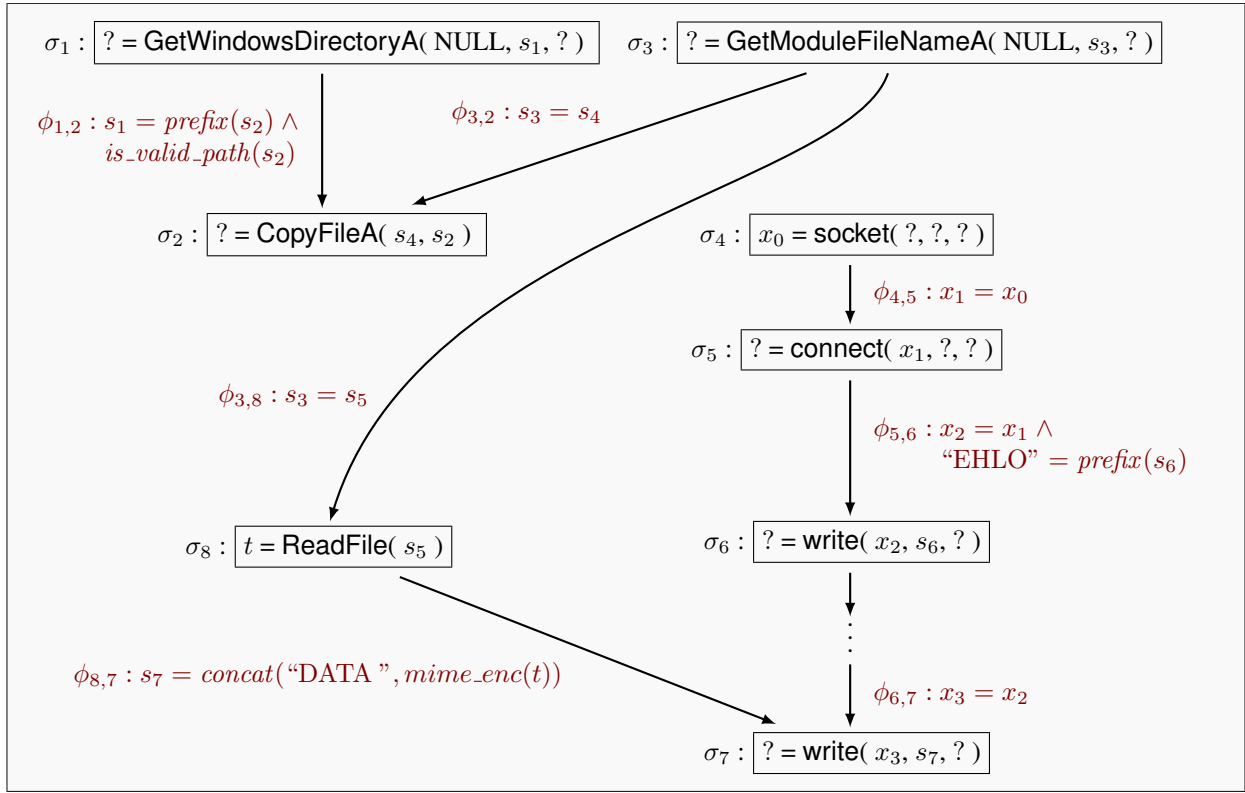 σ₁ : ? = GetWindowsDirectoryA( NULL, s₁, ? )
σ₃ : ? = GetModuleFileNameA( NULL, s₃, ? )
ϕ₁,₂ : s₁ = prefix(s₂) ∧
is_valid_path(s₂)
ϕ₃,₂ : s₃ = s₄
σ₂ : ? = CopyFileA( s₄, s₂ )
σ₄ : x₀ = socket( ?, ?, ? )
ϕ₄,₅ : x₁ = x₀
σ₅ : ? = connect( x₁, ?, ? )
ϕ₃,₈ : s₃ = s₅
ϕ₅,₆ : x₂ = x₁ ∧
“EHLO” = prefix(s₆)
σ₈ : t = ReadFile( s₅ )
σ₆ : ? = write( x₂, s₆, ? )
ϕ₈,₇ : s₇ = concat(“DATA ”, mime_enc(t))
ϕ₆,₇ : x₃ = x₂
σ₇ : ? = write( x₃, s₇, ? )